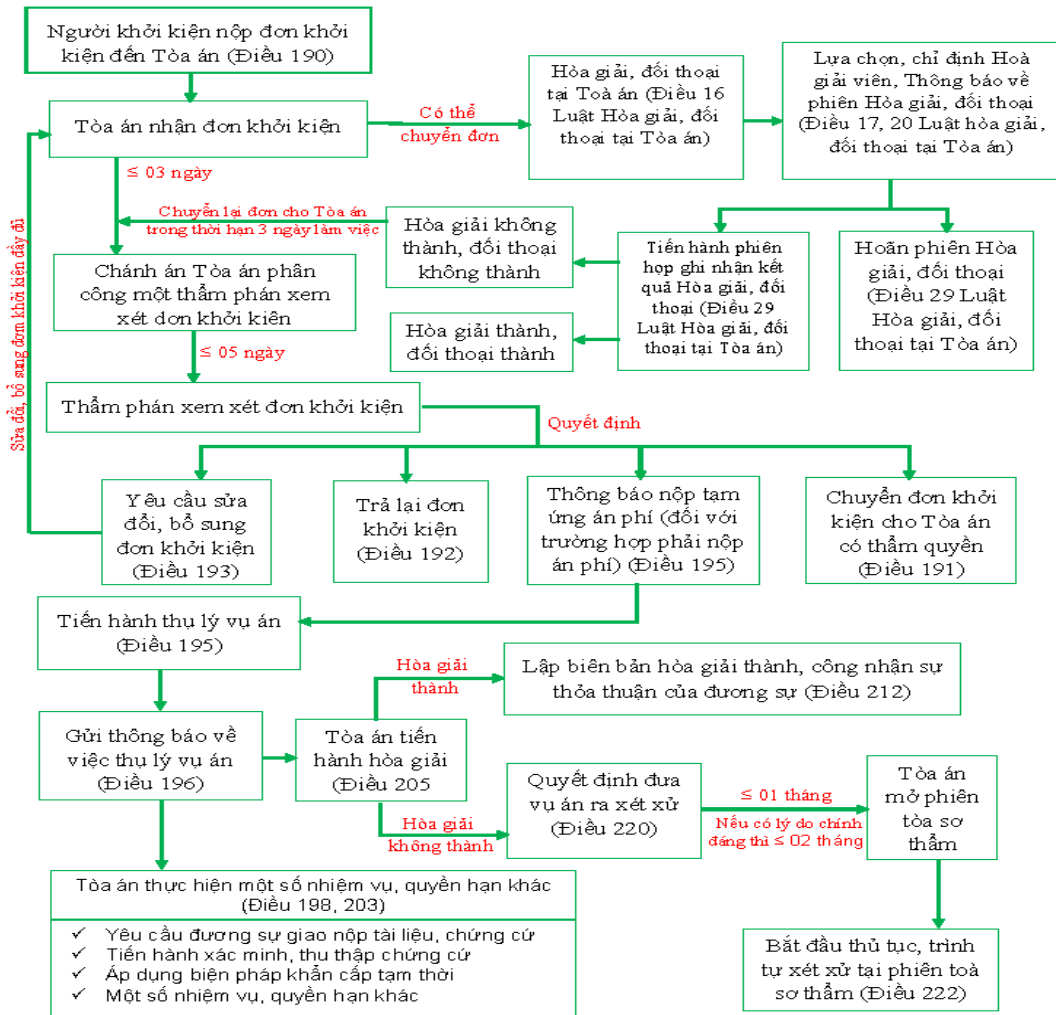 Người khởi kiện nộp đơn khởi
kiện đến Tòa án (Điều 190)
Tòa án nhận đơn khởi kiện
Có thể
chuyển đơn
Hòa giải, đối thoại
tại Toà án (Điều 16
Luật Hòa giải, đối
thoại tại Tòa án)
Lựa chọn, chỉ định Hoà
giải viên, Thông báo về
phiên Hòa giải, đối thoại
(Điều 17, 20 Luật hòa giải,
đối thoại tại Tòa án)
≤ 03 ngày
Chuyển lại đơn cho Tòa án
trong thời hạn 3 ngày làm việc
Hòa giải không
thành, đối thoại
không thành
Tiến hành phiên
họp ghi nhận kết
quả Hòa giải, đối
thoại (Điều 29
Luật Hòa giải, đối
thoại tại Tòa án)
Hoãn phiên Hòa
giải, đối thoại
(Điều 29 Luật
Hòa giải, đối
thoại tại Tòa án)
Chánh án Tòa án phân
công một thẩm phán xem
xét dơn khởi kiên
Hòa giải thành,
đối thoại thành
≤ 05 ngày
Sửa đổi, bổ sung đơm khởi kiện đầy đủ
Thẩm phán xem xét đơn khởi kiện
Quyết định
Yêu cầu sửa
đổi, bổ sung
đơn khởi kiện
(Điều 193)
Trả lại đơn
khởi kiện
(Điều 192)
Thông báo nộp tạm
ứng án phí (đối với
trường hợp phải nộp
án phí) (Điều 195)
Chuyển đơn khởi
kiện cho Tòa án
có thẩm quyền
(Điều 191)
Tiến hành thụ lý vụ án
(Điều 195)
Hòa giải
thành
Lập biên bản hòa giải thành, công nhận sự
thỏa thuận của đương sự (Điều 212)
Gửi thông báo về
việc thụ lý vụ án
(Điều 196)
Tòa án tiến
hành hòa giải
(Điều 205
Hòa giải
không thành
Quyết định đưa
vụ án ra xét xử
(Điều 220)
≤ 01 tháng
Nếu có lý do chính
đáng thì ≤ 02 tháng
Tòa án
mở phiên
tòa sơ
thẩm
Tòa án thực hiện một số nhiệm vụ, quyền hạn khác
(Điều 198, 203)
✓ Yêu cầu đương sự giao nộp tài liệu, chứng cứ
✓ Tiến hành xác minh, thu thập chứng cứ
✓ Áp dụng biện pháp khẩn cấp tạm thời
✓ Một số nhiệm vụ, quyền hạn khác
Bắt đầu thủ tục, trình
tự xét xử tại phiên toà
sơ thẩm (Điều 222)